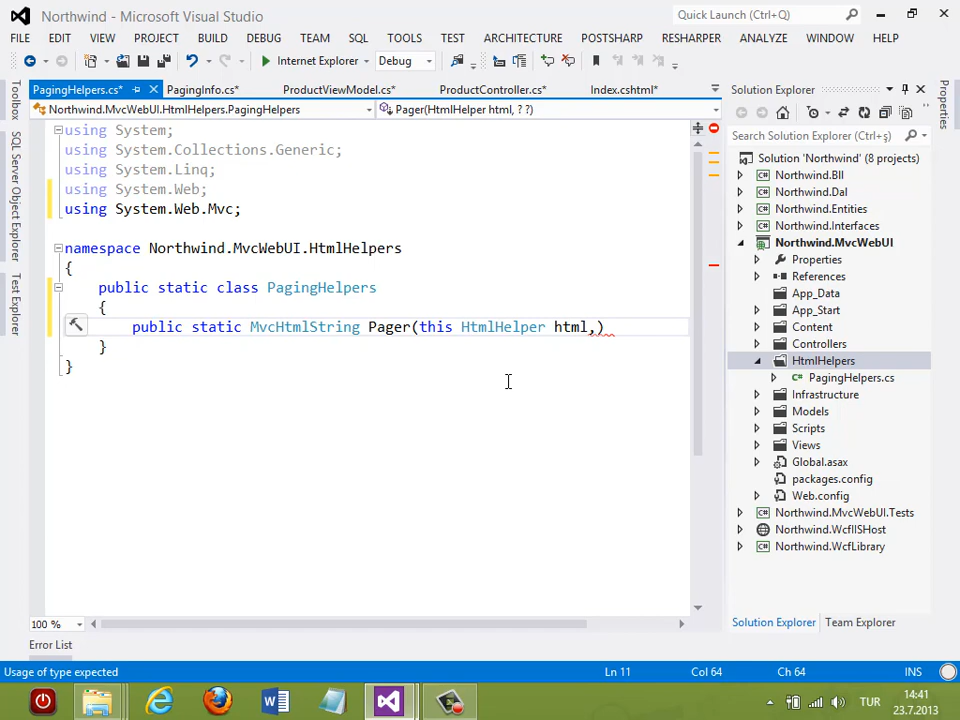 Northwind - Microsoft Visual Studio
Quick Launch (Ctrl+Q)
FILE EDIT VIEW PROJECT BUILD DEBUG TEAM SQL TOOLS TEST ARCHITECTURE POSTSHARP RESHARPER ANALYZE WINDOW HELP
Internet Explorer Debug
PagingHelpers.cs* PagingInfo.cs* ProductViewModel.cs* ProductController.cs* Index.cshtml*
Northwind.MvcWebUI.HtmlHelpers.PagingHelpers Pager(HtmlHelper html, ? ?)
Toolbox
SQL Server Object Explorer
Test Explorer
using System;
using System.Collections.Generic;
using System.Linq;
using System.Web;
using System.Web.Mvc;
namespace Northwind.MvcWebUI.HtmlHelpers
{
public static class PagingHelpers
{
public static MvcHtmlString Pager(this HtmlHelper html,)
}
}
100 %
Error List
Solution Explorer
Search Solution Explorer (Ctrl+ş)
Solution 'Northwind' (8 projects)
Northwind.Bll
Northwind.Dal
Northwind.Entities
Northwind.Interfaces
Northwind.MvcWebUI
Properties
References
App_Data
App_Start
Content
Controllers
HtmlHelpers
PagingHelpers.cs
Infrastructure
Models
Scripts
Views
Global.asax
packages.config
Web.config
Northwind.MvcWebUI.Tests
Northwind.WcfIISHost
Northwind.WcfLibrary
Solution Explorer Team Explorer
Properties
Usage of type expected Ln 11 Col 64 Ch 64 INS
TUR
14:41
23.7.2013